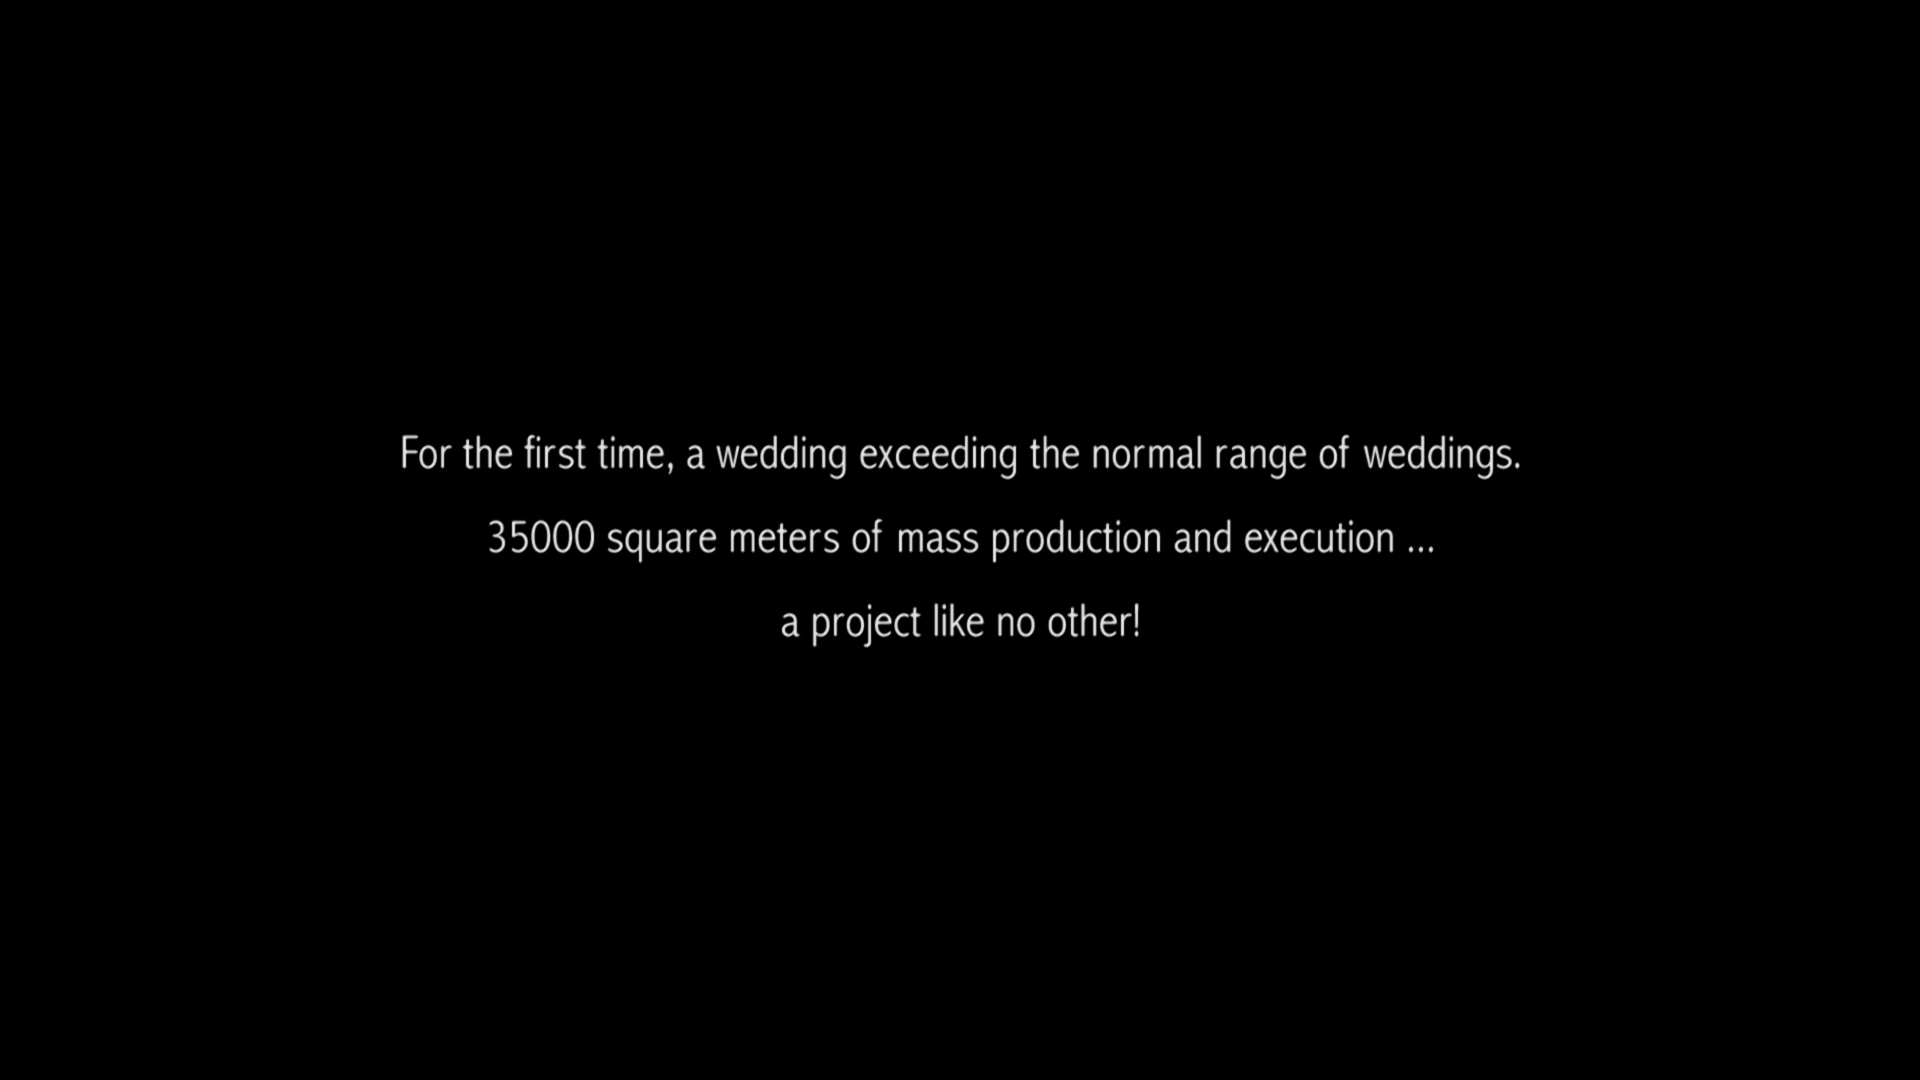 For the first time, a wedding exceeding the normal range of weddings.
35000 square meters of mass production and execution ...
a project like no other!